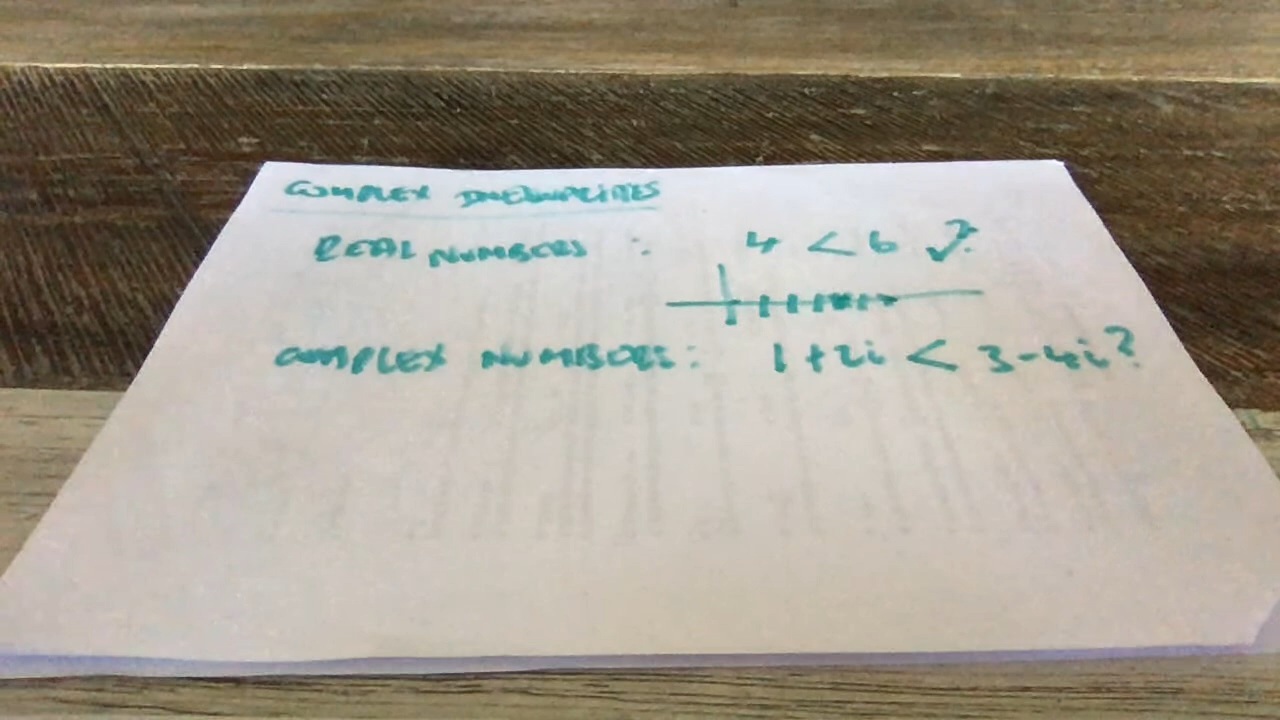 COMPLEX INEQUALITIES
REAL NUMBERS : 4 < 6 ✓?
COMPLEX NUMBERS : 1+2i < 3-4i?